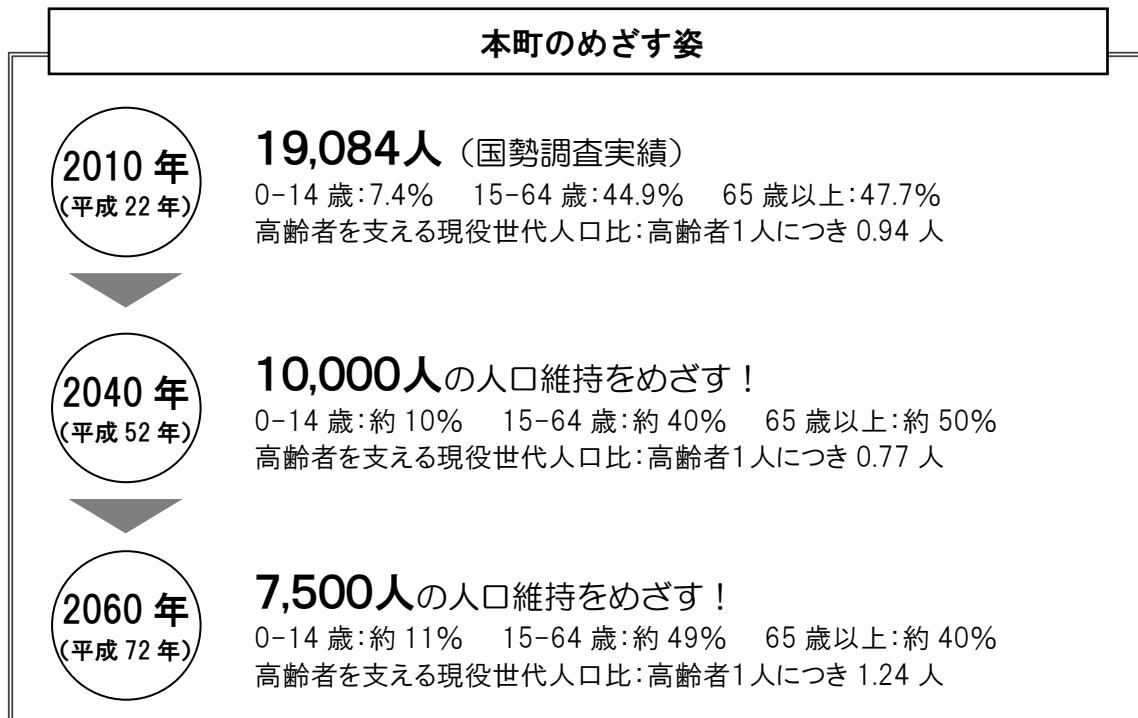 本町のめざす姿
2010 年
(平成 22 年)
19,084人（国勢調査実績）
0-14 歳：7.4%　15-64 歳：44.9%　65 歳以上：47.7%
高齢者を支える現役世代人口比：高齢者1人につき 0.94 人
2040 年
(平成 52 年)
10,000人の人口維持をめざす！
0-14 歳：約 10%　15-64 歳：約 40%　65 歳以上：約 50%
高齢者を支える現役世代人口比：高齢者1人につき 0.77 人
2060 年
(平成 72 年)
7,500人の人口維持をめざす！
0-14 歳：約 11%　15-64 歳：約 49%　65 歳以上：約 40%
高齢者を支える現役世代人口比：高齢者1人につき 1.24 人